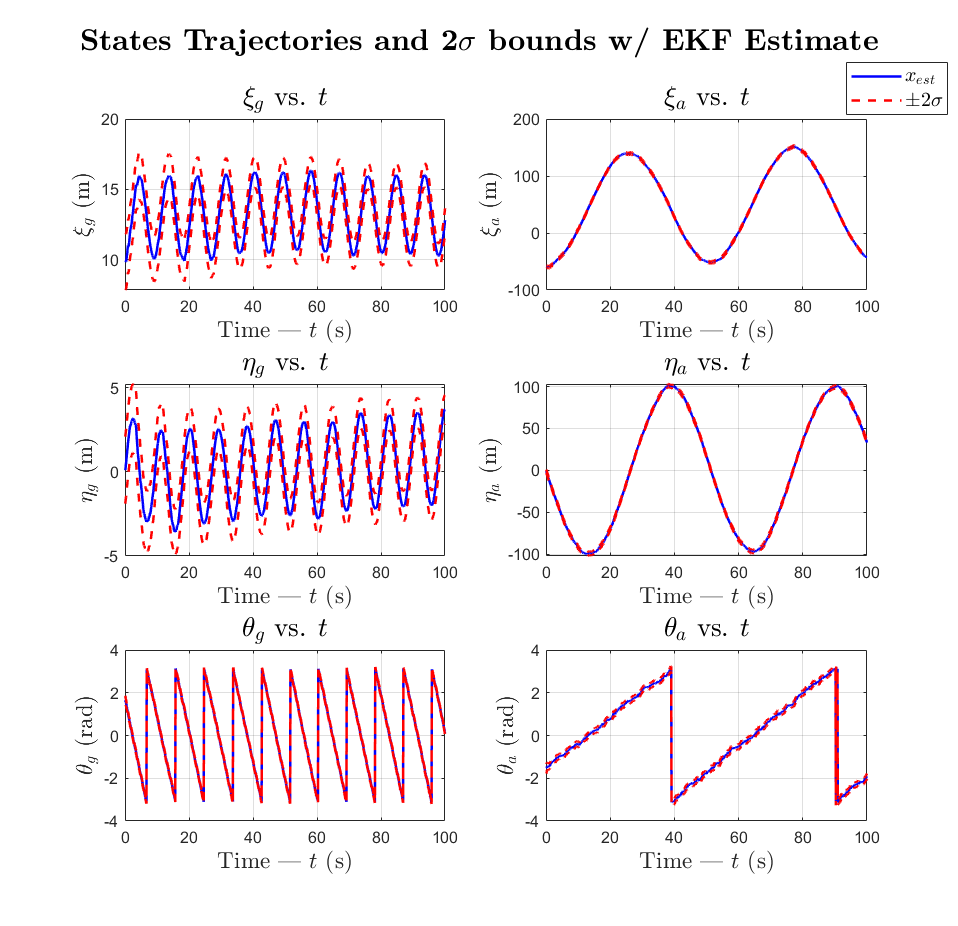 States Trajectories and 2σ bounds w/ EKF Estimate
x_est
±2σ
ξ_g vs. t
20
15
10
ξ_g (m)
0 20 40 60 80 100
Time — t (s)
ξ_a vs. t
200
100
0
-100
ξ_a (m)
0 20 40 60 80 100
Time — t (s)
η_g vs. t
5
0
-5
η_g (m)
0 20 40 60 80 100
Time — t (s)
η_a vs. t
100
50
0
-50
-100
η_a (m)
0 20 40 60 80 100
Time — t (s)
θ_g vs. t
4
2
0
-2
-4
θ_g (rad)
0 20 40 60 80 100
Time — t (s)
θ_a vs. t
4
2
0
-2
-4
θ_a (rad)
0 20 40 60 80 100
Time — t (s)